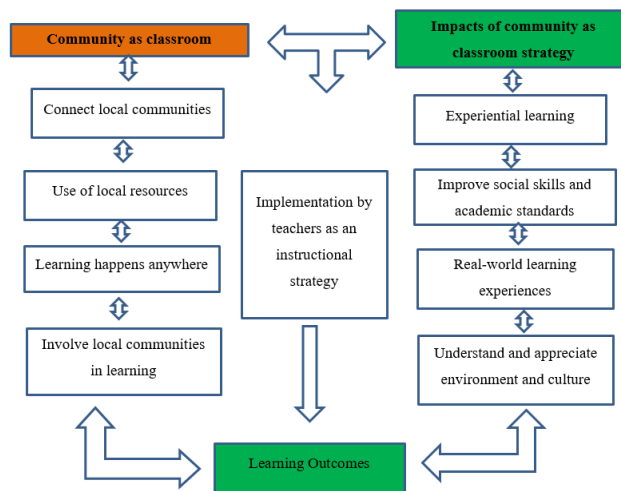 Community as classroom
Impacts of community as
classroom strategy
Connect local communities
Experiential learning
Use of local resources
Implementation by
teachers as an
instructional
strategy
Improve social skills and
academic standards
Learning happens anywhere
Real-world learning
experiences
Involve local communities
in learning
Understand and appreciate
environment and culture
Learning Outcomes